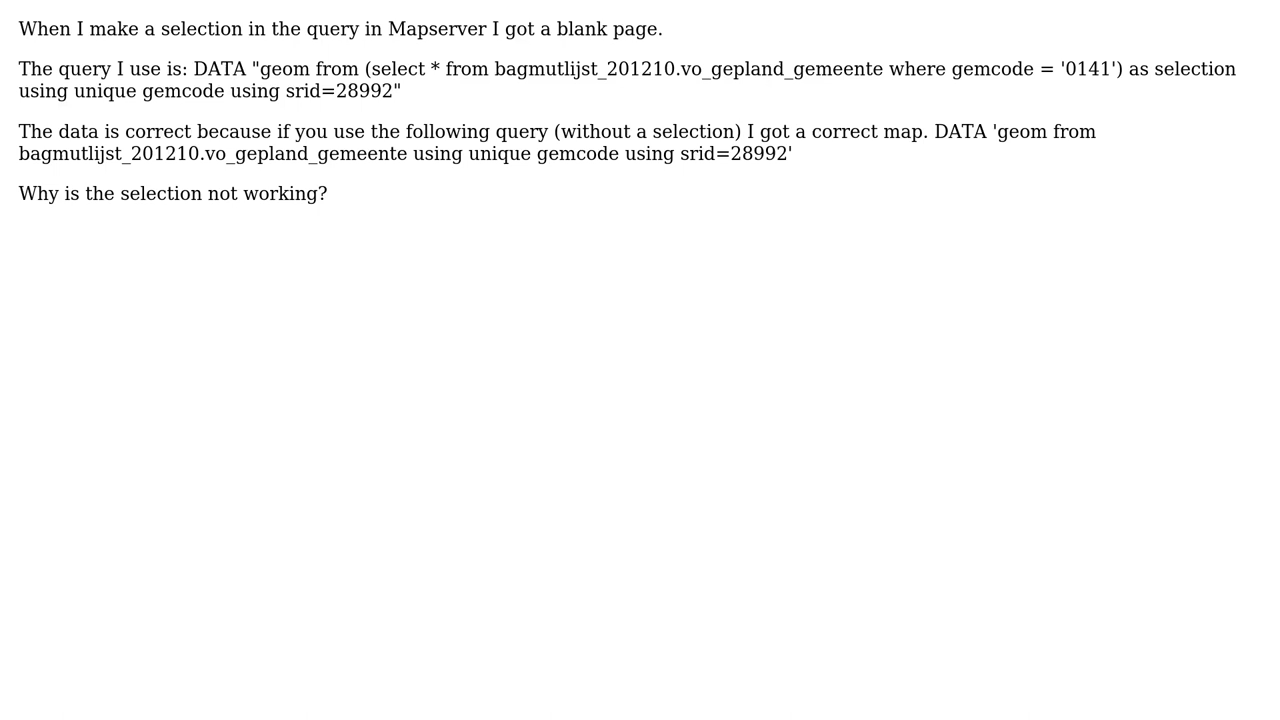 When I make a selection in the query in Mapserver I got a blank page.
The query I use is: DATA "geom from (select * from bagmutlijst_201210.vo_gepland_gemeente where gemcode = '0141') as selection
using unique gemcode using srid=28992"
The data is correct because if you use the following query (without a selection) I got a correct map. DATA 'geom from
bagmutlijst_201210.vo_gepland_gemeente using unique gemcode using srid=28992'
Why is the selection not working?